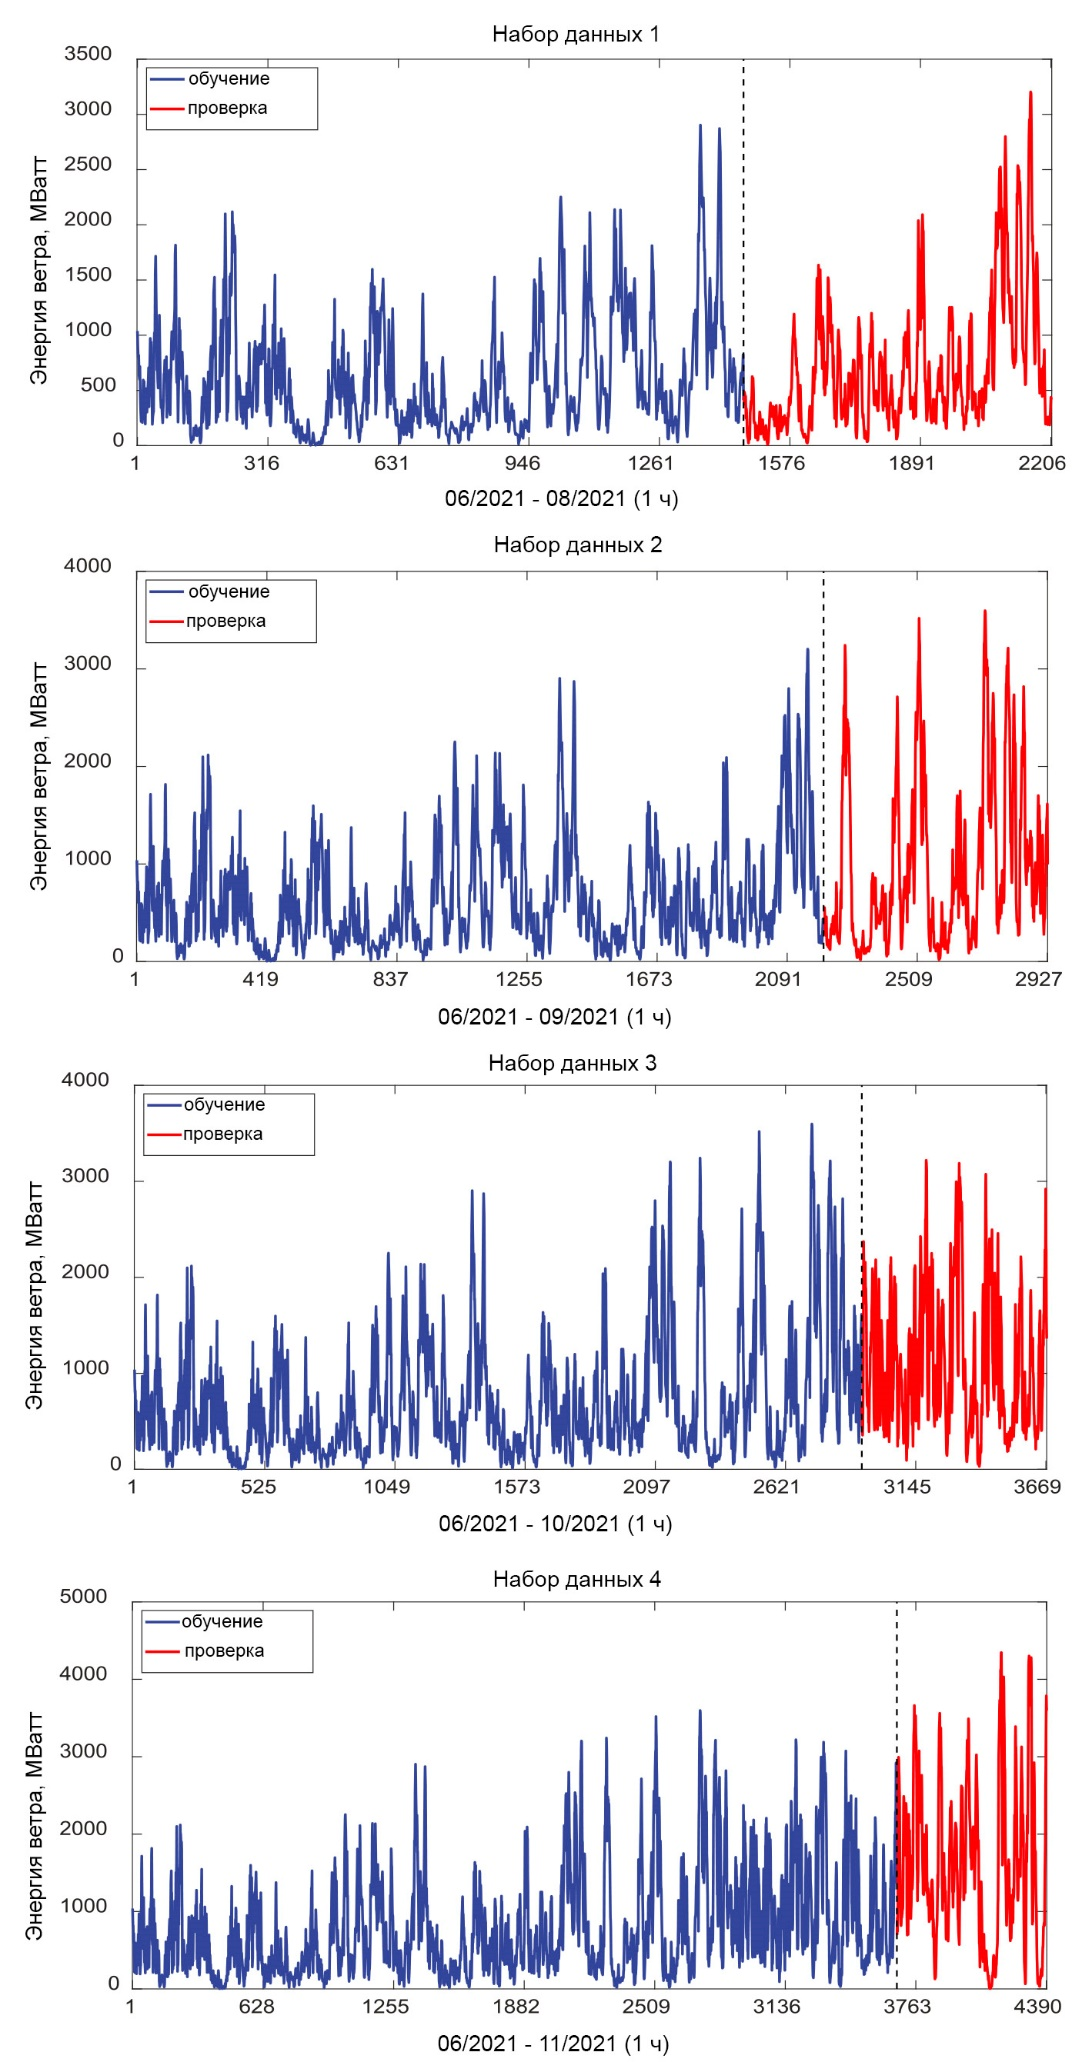 Набор данных 1
3500
3000
2500
2000
1500
1000
500
0
Энергия ветра, МВатт
обучение
проверка
1 316 631 946 1261 1576 1891 2206
06/2021 - 08/2021 (1 ч)
Набор данных 2
4000
3000
2000
1000
0
Энергия ветра, МВатт
обучение
проверка
1 419 837 1255 1673 2091 2509 2927
06/2021 - 09/2021 (1 ч)
Набор данных 3
4000
3000
2000
1000
0
Энергия ветра, МВатт
обучение
проверка
1 525 1049 1573 2097 2621 3145 3669
06/2021 - 10/2021 (1 ч)
Набор данных 4
5000
4000
3000
2000
1000
0
Энергия ветра, МВатт
обучение
проверка
1 628 1255 1882 2509 3136 3763 4390
06/2021 - 11/2021 (1 ч)